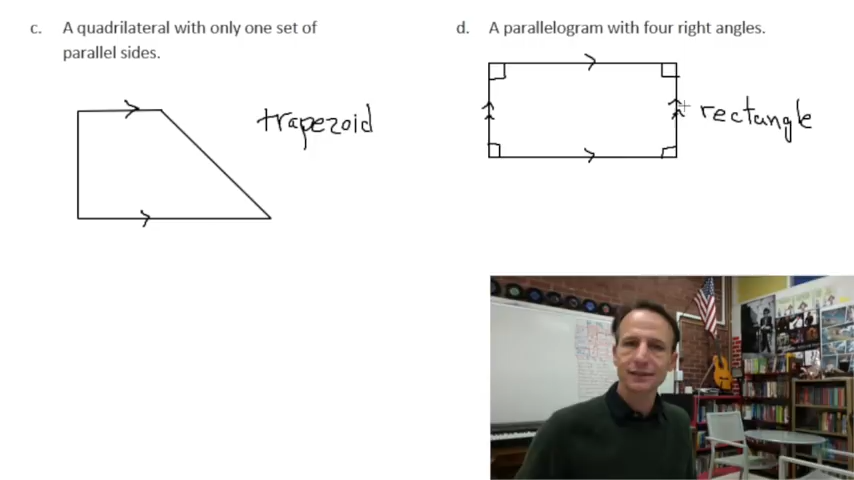 c. A quadrilateral with only one set of
parallel sides.
trapezoid
d. A parallelogram with four right angles.
rectangle